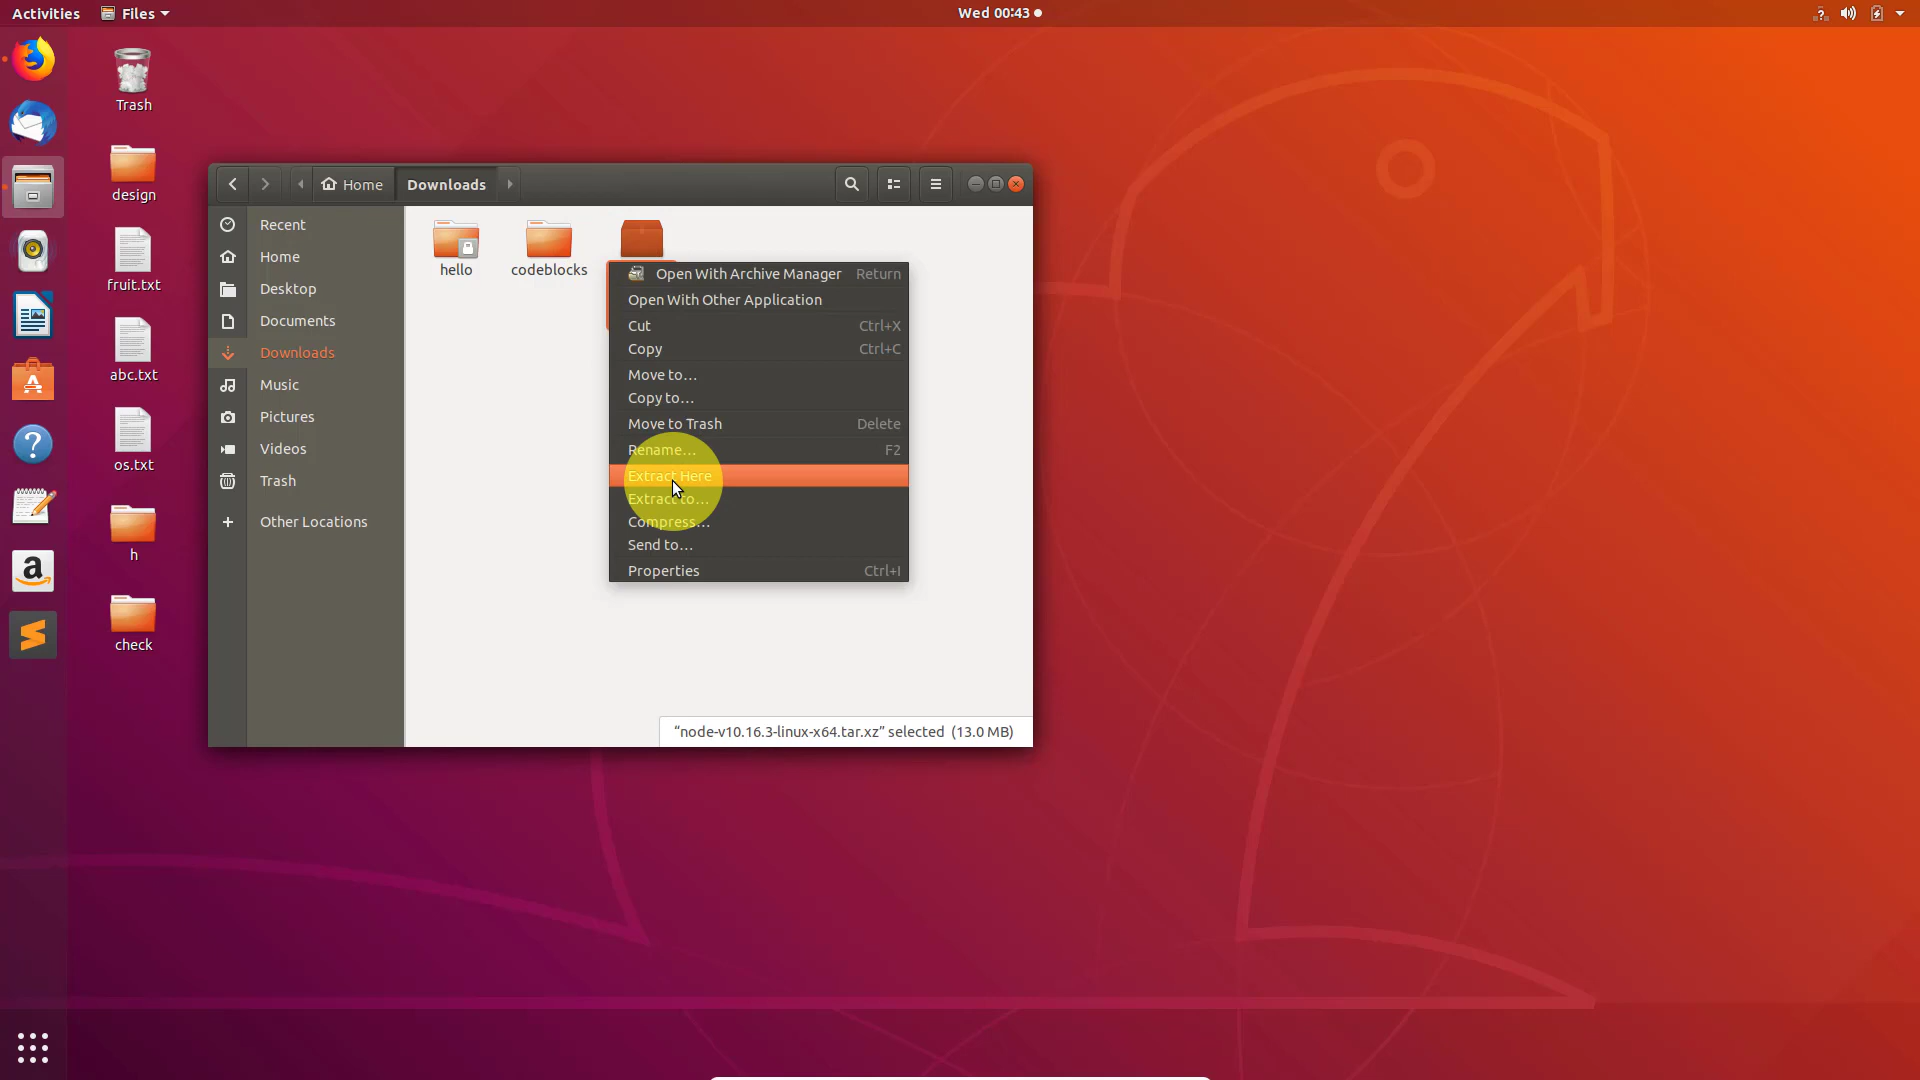 Activities
Files
Wed 00:43
Trash
design
fruit.txt
abc.txt
os.txt
h
check
Home
Downloads
Recent
Home
Desktop
Documents
Downloads
Music
Pictures
Videos
Trash
+ Other Locations
hello
codeblocks
Open With Archive Manager Return
Open With Other Application
Cut Ctrl+X
Copy Ctrl+C
Move to...
Copy to...
Move to Trash Delete
Rename... F2
Extract Here
Extract to...
Compress...
Send to...
Properties Ctrl+I
“node-v10.16.3-linux-x64.tar.xz” selected (13.0 MB)